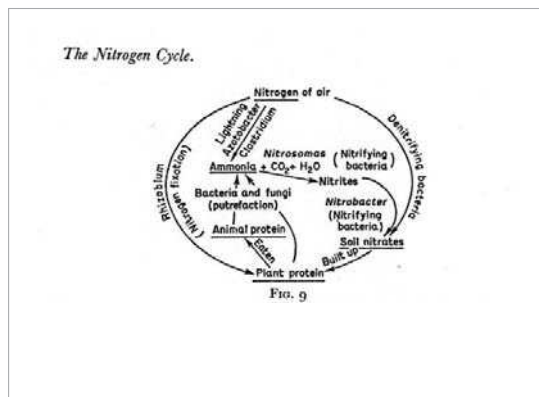 The Nitrogen Cycle.
Nitrogen of air
Lightning
Azotobacter
Clostridium
Denitrifying bacteria
Rhizobium
(Nitrogen fixation)
Ammonia + CO₂ + H₂O
Nitrosomas
(Nitrifying
bacteria)
Nitrites
Bacteria and fungi
(putrefaction)
Nitrobacter
(Nitrifying
bacteria)
Animal protein
Soil nitrates
Eaten
Built up
Plant protein
FIG. 9